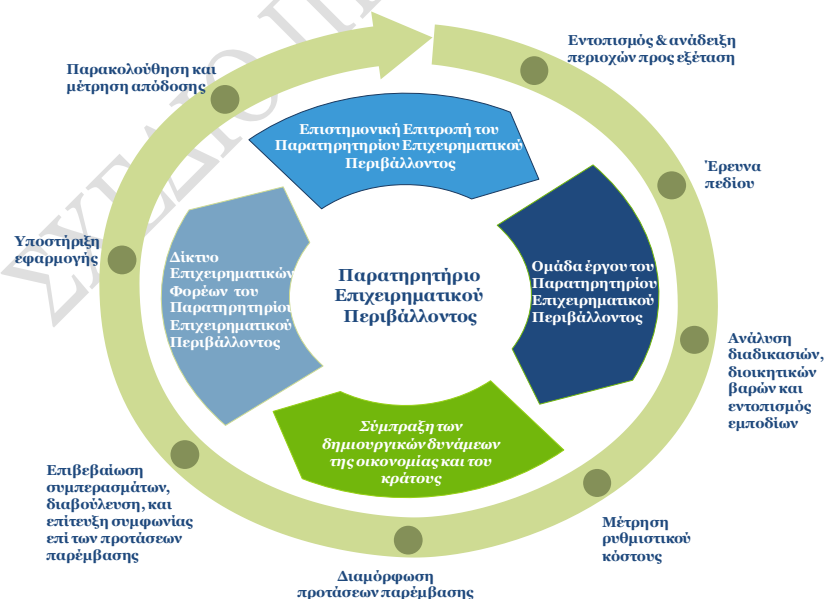 ΣΧΕΔΙΟ
Εντοπισμός & ανάδειξη
περιοχών προς εξέταση
Παρακολούθηση και
μέτρηση απόδοσης
Επιστημονική Επιτροπή του
Παρατηρητηρίου Επιχειρηματικού
Περιβάλλοντος
Έρευνα
πεδίου
Υποστήριξη
εφαρμογής
Δίκτυο
Επιχειρηματικών
Φορέων του
Παρατηρητηρίου
Επιχειρηματικού
Περιβάλλοντος
Παρατηρητήριο
Επιχειρηματικού
Περιβάλλοντος
Ομάδα έργου του
Παρατηρητηρίου
Επιχειρηματικού
Περιβάλλοντος
Ανάλυση
διαδικασιών,
διοικητικών
βαρών και
εντοπισμός
εμποδίων
Σύμπραξη των
δημιουργικών δυνάμεων
της οικονομίας και του
κράτους
Επιβεβαίωση
συμπερασμάτων,
διαβούλευση, και
επίτευξη συμφωνίας
επί των προτάσεων
παρέμβασης
Μέτρηση
ρυθμιστικού
κόστους
Διαμόρφωση
προτάσεων παρέμβασης